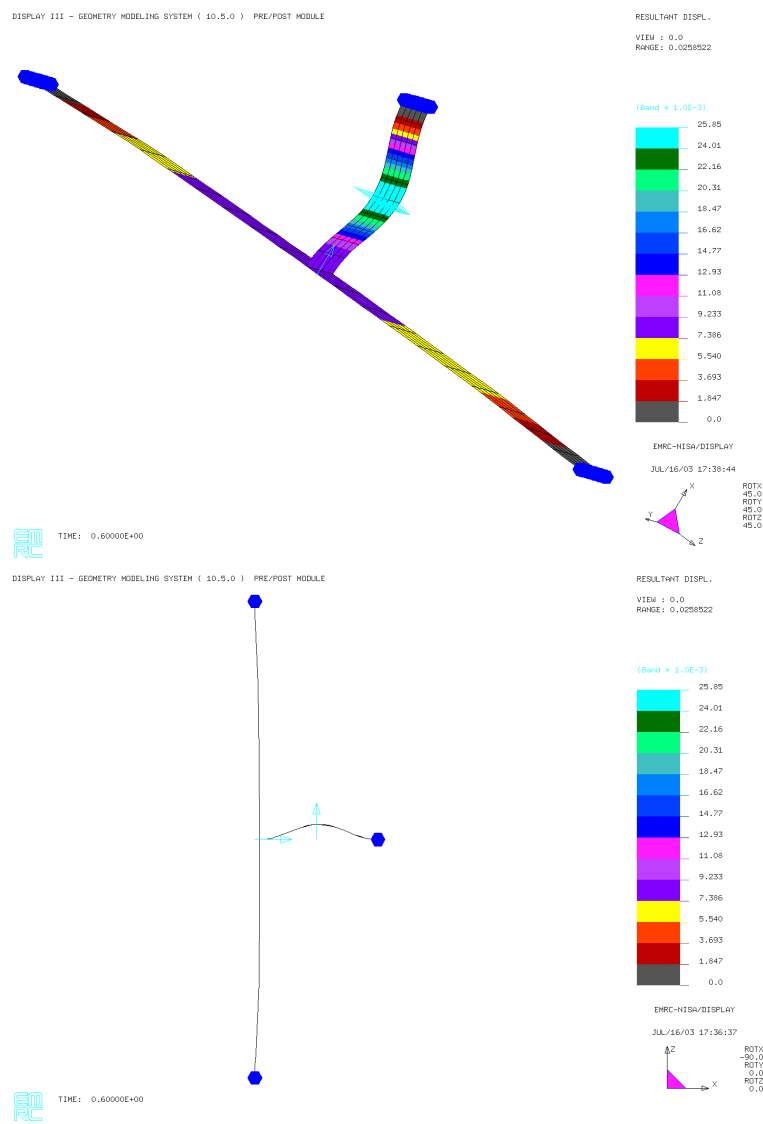 DISPLAY III - GEOMETRY MODELING SYSTEM ( 10.5.0 ) PRE/POST MODULE
RESULTANT DISPL.
VIEW : 0.0
RANGE: 0.0258522
(Band * 1.0E-3)
25.85
24.01
22.16
20.31
18.47
16.62
14.77
12.93
11.08
9.233
7.386
5.540
3.693
1.847
0.0
EMRC-NISA/DISPLAY
JUL/16/03 17:38:44
X
Y
Z
ROTX
45.0
ROTY
45.0
ROTZ
45.0
EMRC
TIME: 0.60000E+00
DISPLAY III - GEOMETRY MODELING SYSTEM ( 10.5.0 ) PRE/POST MODULE
RESULTANT DISPL.
VIEW : 0.0
RANGE: 0.0258522
(Band * 1.0E-3)
25.85
24.01
22.16
20.31
18.47
16.62
14.77
12.93
11.08
9.233
7.386
5.540
3.693
1.847
0.0
EMRC-NISA/DISPLAY
JUL/16/03 17:36:37
Z
X
ROTX
-90.0
ROTY
0.0
ROTZ
0.0
EMRC
TIME: 0.60000E+00